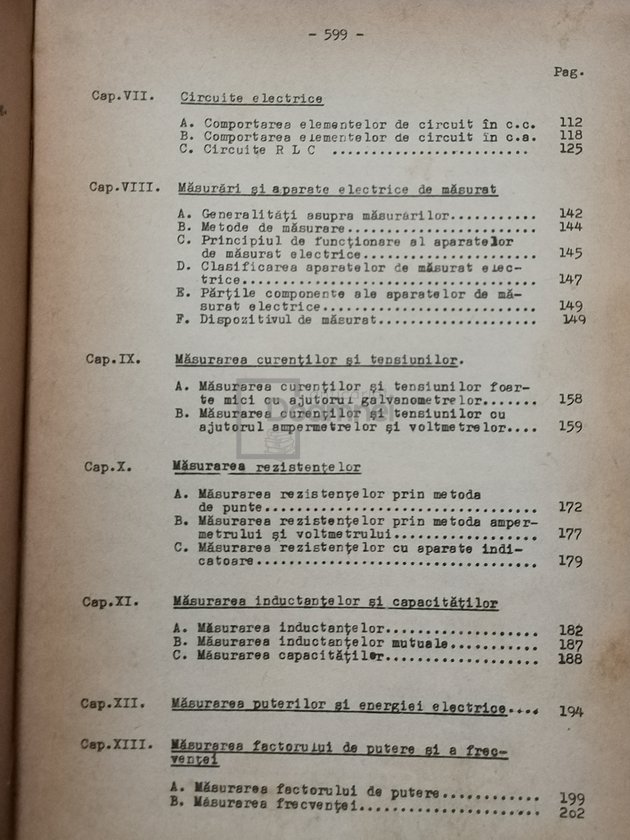 - 599 -
Pag.
Cap.VII. Circuite electrice
A. Comportarea elementelor de circuit în c.c. 112
B. Comportarea elementelor de circuit în c.a. 118
C. Circuite R L C ........................ 125
Cap.VIII. Măsurări și aparate electrice de măsurat
A. Generalități asupra măsurărilor........... 142
B. Metode de măsurare........................ 144
C. Principiul de funcționare al aparatelor
de măsurat electrice...................... 145
D. Clasificarea aparatelor de măsurat elec-
trice..................................... 147
E. Părțile componente ale aparatelor de mă-
surat electrice........................... 149
F. Dispozitivul de măsurat................... 149
Cap.IX. Măsurarea curenților și tensiunilor.
A. Măsurarea curenților și tensiunilor foar-
te mici cu ajutorul galvanometrelor....... 158
B. Măsurarea curenților și tensiunilor cu
ajutorul ampermetrelor și voltmetrelor.... 159
Cap.X. Măsurarea rezistențelor
A. Măsurarea rezistențelor prin metoda
de punte.................................. 172
B. Măsurarea rezistențelor prin metoda amper-
metrului și voltmetrului.................. 177
C. Măsurarea rezistențelor cu aparate indi-
catoare................................... 179
Cap.XI. Măsurarea inductanțelor și capacităților
A. Măsurarea inductanțelor................... 182
B. Măsurarea inductanțelor mutuale........... 187
C. Măsurarea capacităților................... 188
Cap.XII. Măsurarea puterilor și energiei electrice.... 194
Cap.XIII. Măsurarea factorului de putere și a frec-
venței
A. Măsurarea factorului de putere............ 199
B. Măsurarea frecvenței...................... 202